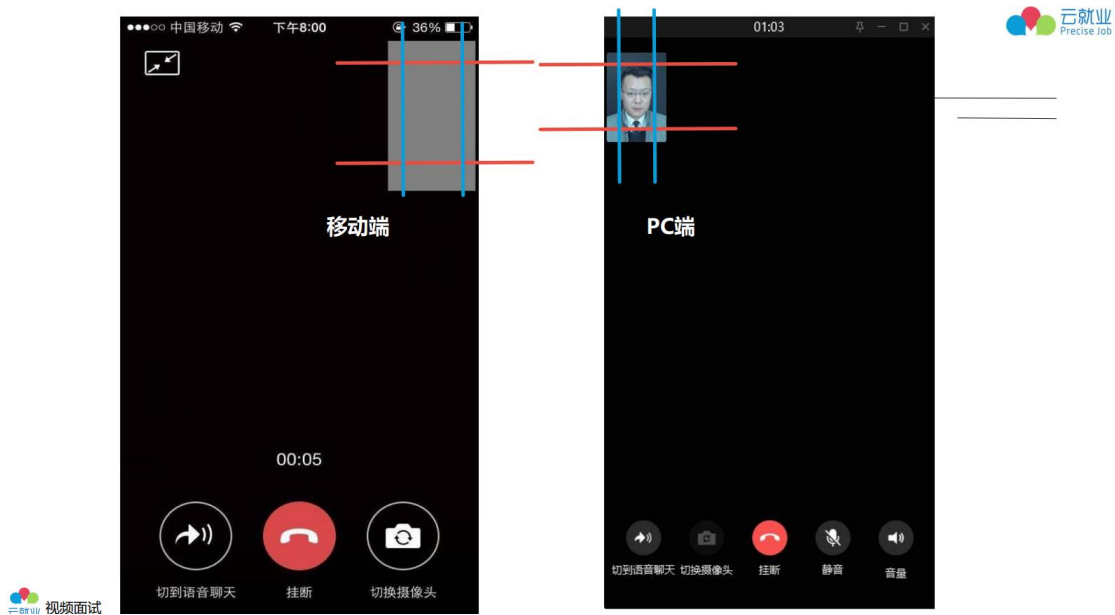 ●●●○○ 中国移动 下午8:00 36%
01:03
云就业
Precise Job
移动端
PC端
00:05
切到语音聊天 挂断 切换摄像头
切到语音聊天 切换摄像头 挂断 静音 音量
云就业 视频面试